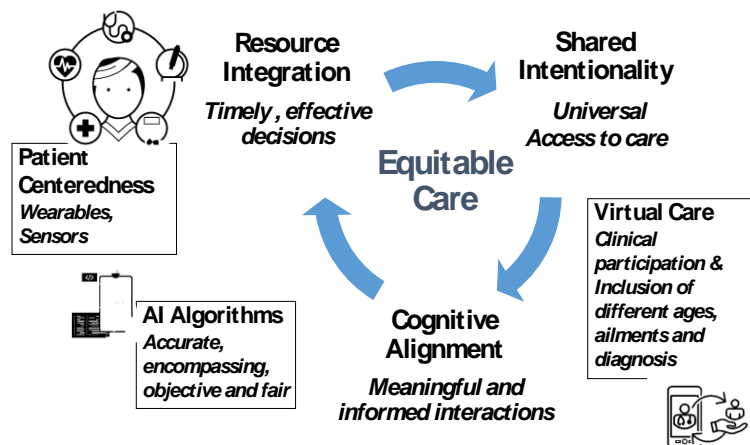 Resource
Integration
Timely , effective
decisions
Shared
Intentionality
Universal
Access to care
Equitable
Care
Patient
Centeredness
Wearables,
Sensors
Virtual Care
Clinical
participation &
Inclusion of
different ages,
ailments and
diagnosis
AI Algorithms
Accurate,
encompassing,
objective and fair
Cognitive
Alignment
Meaningful and
informed interactions